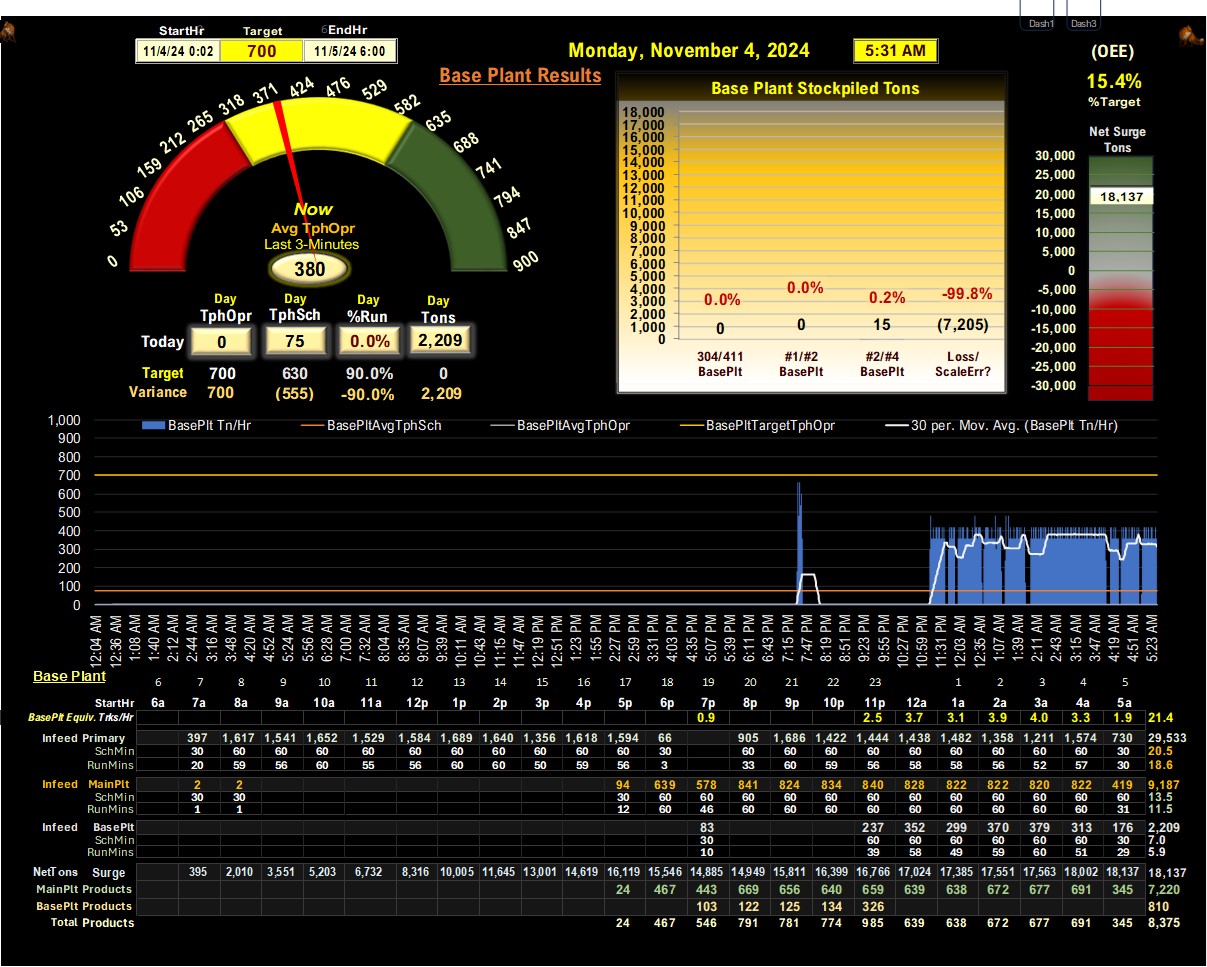 Dash1 Dash3
StartHr Target EndHr
11/4/24 0:02 700 11/5/24 6:00
Monday, November 4, 2024 5:31 AM
(OEE)
15.4%
%Target
Base Plant Results
Base Plant Stockpiled Tons
0 53 106 159 212 265 318 371 424 476 529 582 635 688 741 794 847 900
Now
Avg TphOpr
Last 3-Minutes
380
Day Day Day Day
TphOpr TphSch %Run Tons
Today 0 75 0.0% 2,209
Target 700 630 90.0% 0
Variance 700 (555) -90.0% 2,209
18,000
17,000
16,000
15,000
14,000
13,000
12,000
11,000
10,000
9,000
8,000
7,000
6,000
5,000
4,000
3,000
2,000
1,000
0
0.0% 0.0% 0.2% -99.8%
0 0 15 (7,205)
304/411 #1/#2 #2/#4 Loss/
BasePlt BasePlt BasePlt ScaleErr?
Net Surge
Tons
30,000
25,000
20,000
18,137
15,000
10,000
5,000
0
-5,000
-10,000
-15,000
-20,000
-25,000
-30,000
BasePlt Tn/Hr BasePltAvgTphSch BasePltAvgTphOpr BasePltTargetTphOpr 30 per. Mov. Avg. (BasePlt Tn/Hr)
1,000
900
800
700
600
500
400
300
200
100
0
12:04 AM 12:36 AM 1:08 AM 1:40 AM 2:12 AM 2:44 AM 3:16 AM 3:48 AM 4:20 AM 4:52 AM 5:24 AM 5:56 AM 6:28 AM 7:00 AM 7:32 AM 8:03 AM 8:35 AM 9:07 AM 9:39 AM 10:11 AM 10:43 AM 11:15 AM 11:47 AM 12:19 PM 12:51 PM 1:23 PM 1:55 PM 2:27 PM 2:59 PM 3:31 PM 4:03 PM 4:35 PM 5:07 PM 5:39 PM 6:11 PM 6:43 PM 7:15 PM 7:47 PM 8:19 PM 8:51 PM 9:23 PM 9:55 PM 10:27 PM 10:59 PM 11:31 PM 12:03 AM 12:35 AM 1:07 AM 1:39 AM 2:11 AM 2:43 AM 3:15 AM 3:47 AM 4:19 AM 4:51 AM 5:23 AM
Base Plant
6 7 8 9 10 11 12 13 14 15 16 17 18 19 20 21 22 23 1 2 3 4 5
StartHr 6a 7a 8a 9a 10a 11a 12p 1p 2p 3p 4p 5p 6p 7p 8p 9p 10p 11p 12a 1a 2a 3a 4a 5a
BasePlt Equiv. Trks/Hr 0.9 2.5 3.7 3.1 3.9 4.0 3.3 1.9 21.4
Infeed Primary 397 1,617 1,541 1,652 1,529 1,584 1,689 1,640 1,356 1,618 1,594 66 905 1,686 1,422 1,444 1,438 1,482 1,358 1,211 1,574 730 29,533
SchMin 30 60 60 60 60 60 60 60 60 60 60 30 60 60 60 60 60 60 60 60 60 30 20.5
RunMins 20 59 56 60 55 56 60 60 50 59 56 3 33 60 59 56 58 58 56 52 57 30 18.6
Infeed MainPlt 2 2 94 639 578 841 824 834 840 828 822 822 820 822 419 9,187
SchMin 30 30 30 60 60 60 60 60 60 60 60 60 60 60 60 13.5
RunMins 1 1 12 60 46 60 60 60 60 60 60 60 60 60 31 11.5
Infeed BasePlt 83 237 352 299 370 379 313 176 2,209
SchMin 30 60 60 60 60 60 60 30 7.0
RunMins 10 39 58 49 59 60 51 29 5.9
NetTons Surge 395 2,010 3,551 5,203 6,732 8,316 10,005 11,645 13,001 14,619 16,119 15,546 14,885 14,949 15,811 16,399 16,766 17,024 17,385 17,551 17,563 18,002 18,137 18,137
MainPlt Products 24 467 443 669 656 640 659 639 638 672 677 691 345 7,220
BasePlt Products 103 122 125 134 326 810
Total Products 24 467 546 791 781 774 985 639 638 672 677 691 345 8,375